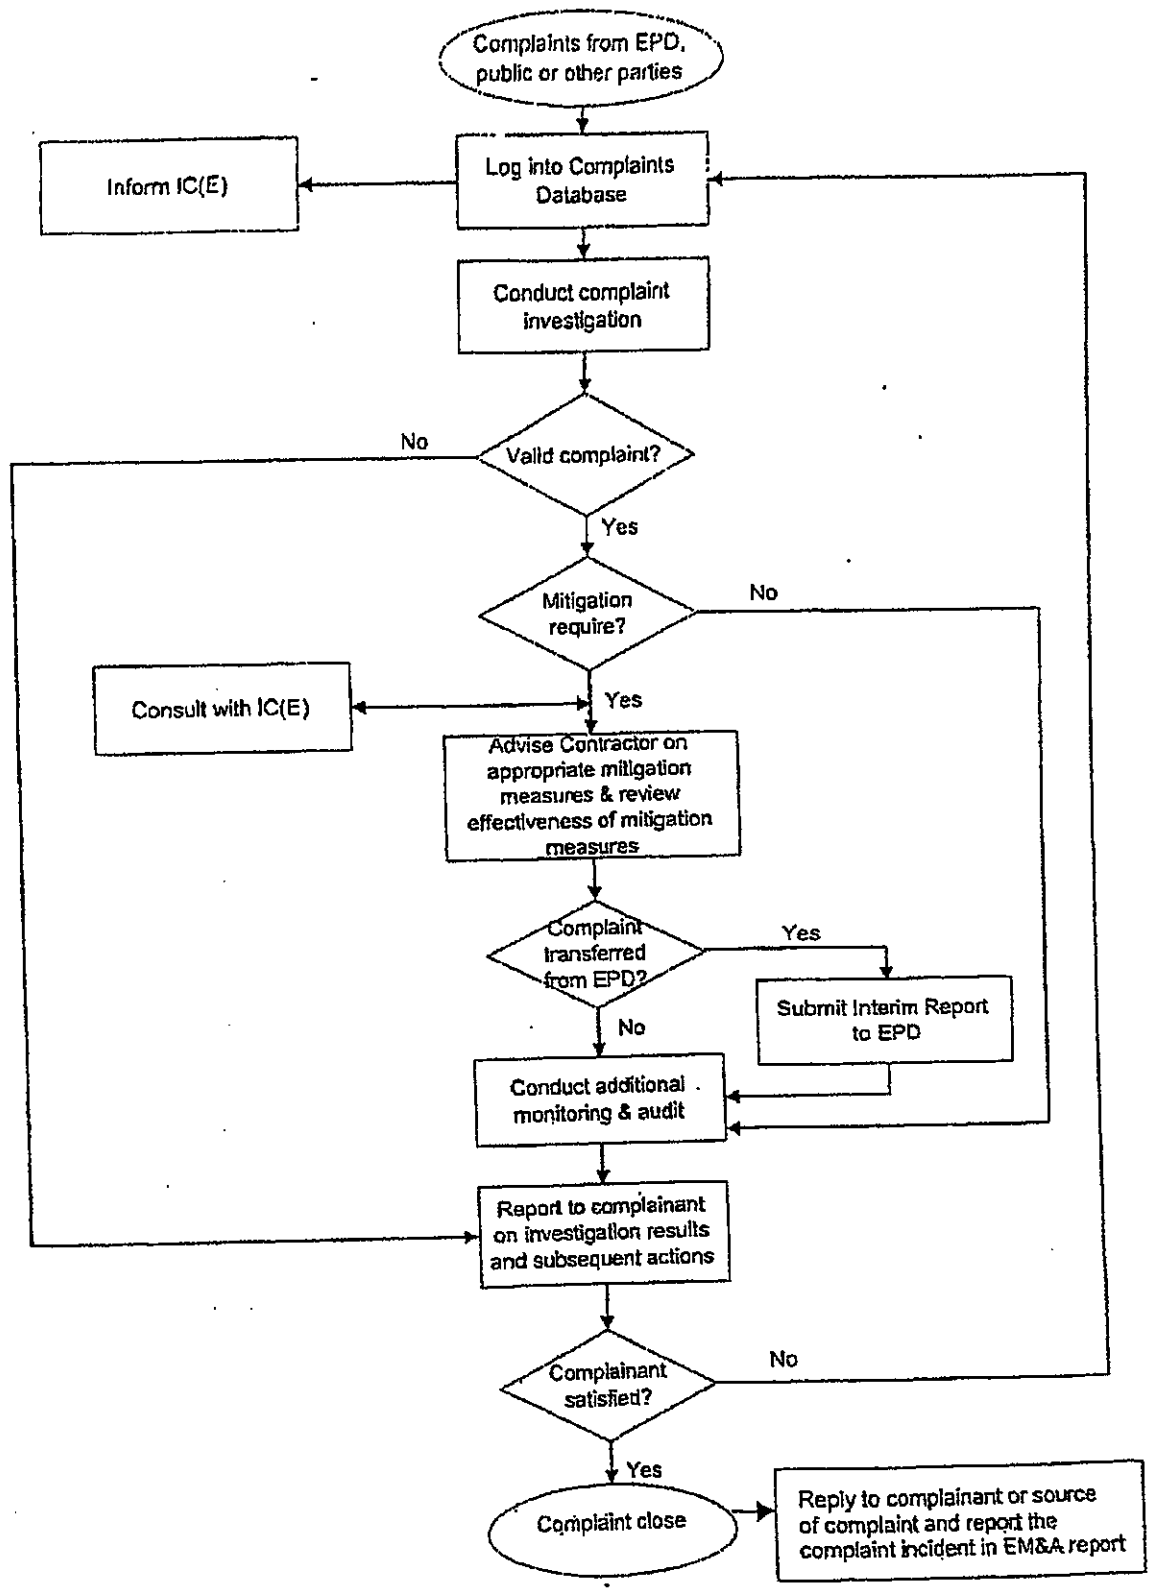 Complaints from EPD,
public or other parties
Log into Complaints
Database
Inform IC(E)
Conduct complaint
investigation
No
Valid complaint?
Yes
Mitigation
require?
No
Consult with IC(E)
Yes
Advise Contractor on
appropriate mitigation
measures & review
effectiveness of mitigation
measures
Complaint
transferred
from EPD?
Yes
Submit Interim Report
to EPD
No
Conduct additional
monitoring & audit
Report to complainant
on investigation results
and subsequent actions
Complainant
satisfied?
No
Yes
Complaint close
Reply to complainant or source
of complaint and report the
complaint incident in EM&A report